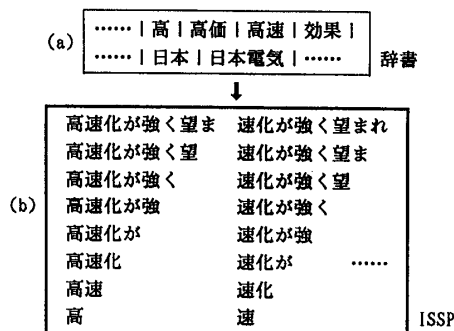 (a) ……｜高｜高価｜高速｜効果｜
……｜日本｜日本電気｜…… 辞書
高速化が強く望ま 速化が強く望まれ
高速化が強く望 速化が強く望ま
高速化が強く 速化が強く望
(b) 高速化が強 速化が強く
高速化が 速化が強
高速化 速化が ……
高速 速化
高 速 ISSP